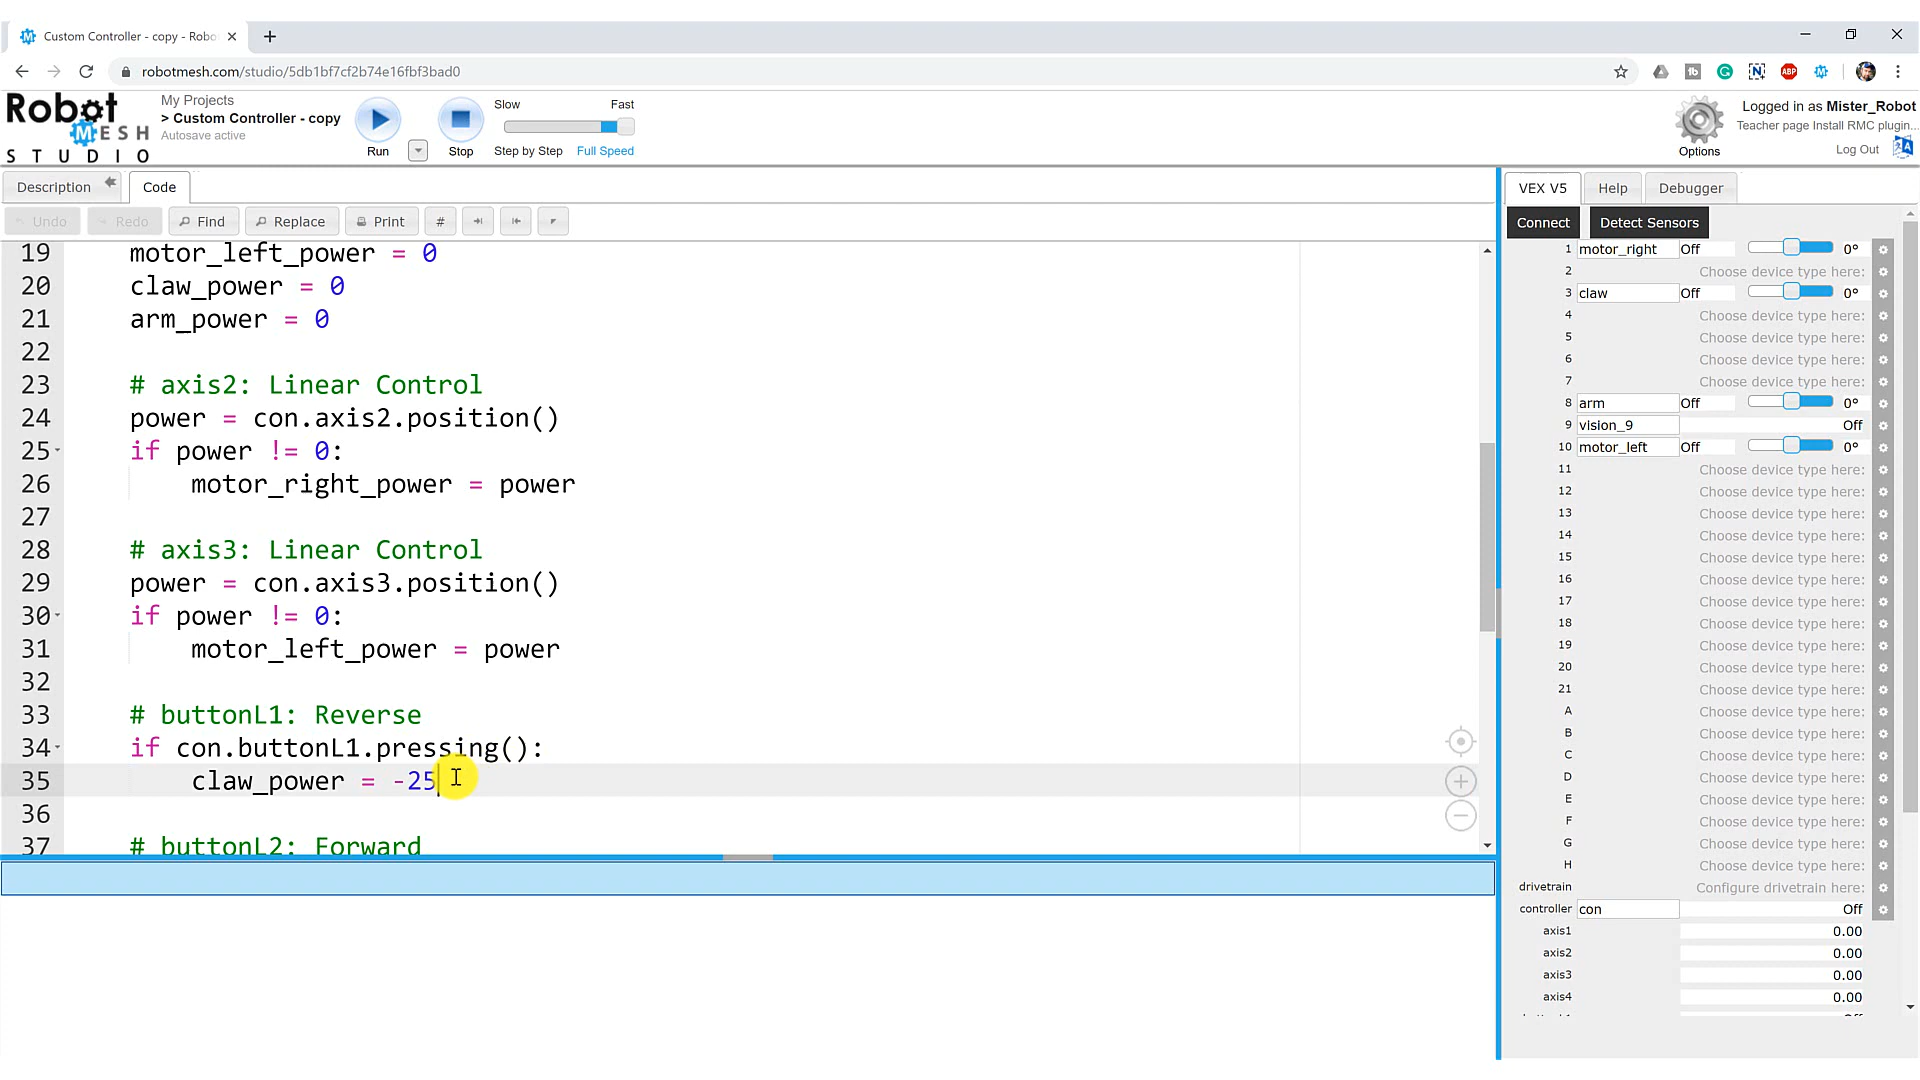 Custom Controller - copy - Robo
robotmesh.com/studio/5db1bf7cf2b74e16fbf3bad0
Robot
MESH
STUDIO
My Projects
> Custom Controller - copy
Autosave active
Run
Stop
Slow
Fast
Step by Step
Full Speed
Options
Logged in as Mister_Robot
Teacher page Install RMC plugin...
Log Out
Description
Code
Undo
Redo
Find
Replace
Print
#
19 motor_left_power = 0
20 claw_power = 0
21 arm_power = 0
22
23 # axis2: Linear Control
24 power = con.axis2.position()
25 if power != 0:
26 motor_right_power = power
27
28 # axis3: Linear Control
29 power = con.axis3.position()
30 if power != 0:
31 motor_left_power = power
32
33 # buttonL1: Reverse
34 if con.buttonL1.pressing():
35 claw_power = -25
36
37 # buttonL2: Forward
VEX V5
Help
Debugger
Connect
Detect Sensors
1 motor_right Off 0°
2 Choose device type here:
3 claw Off 0°
4 Choose device type here:
5 Choose device type here:
6 Choose device type here:
7 Choose device type here:
8 arm Off 0°
9 vision_9 Off
10 motor_left Off 0°
11 Choose device type here:
12 Choose device type here:
13 Choose device type here:
14 Choose device type here:
15 Choose device type here:
16 Choose device type here:
17 Choose device type here:
18 Choose device type here:
19 Choose device type here:
20 Choose device type here:
21 Choose device type here:
A Choose device type here:
B Choose device type here:
C Choose device type here:
D Choose device type here:
E Choose device type here:
F Choose device type here:
G Choose device type here:
H Choose device type here:
drivetrain Configure drivetrain here:
controller con Off
axis1 0.00
axis2 0.00
axis3 0.00
axis4 0.00